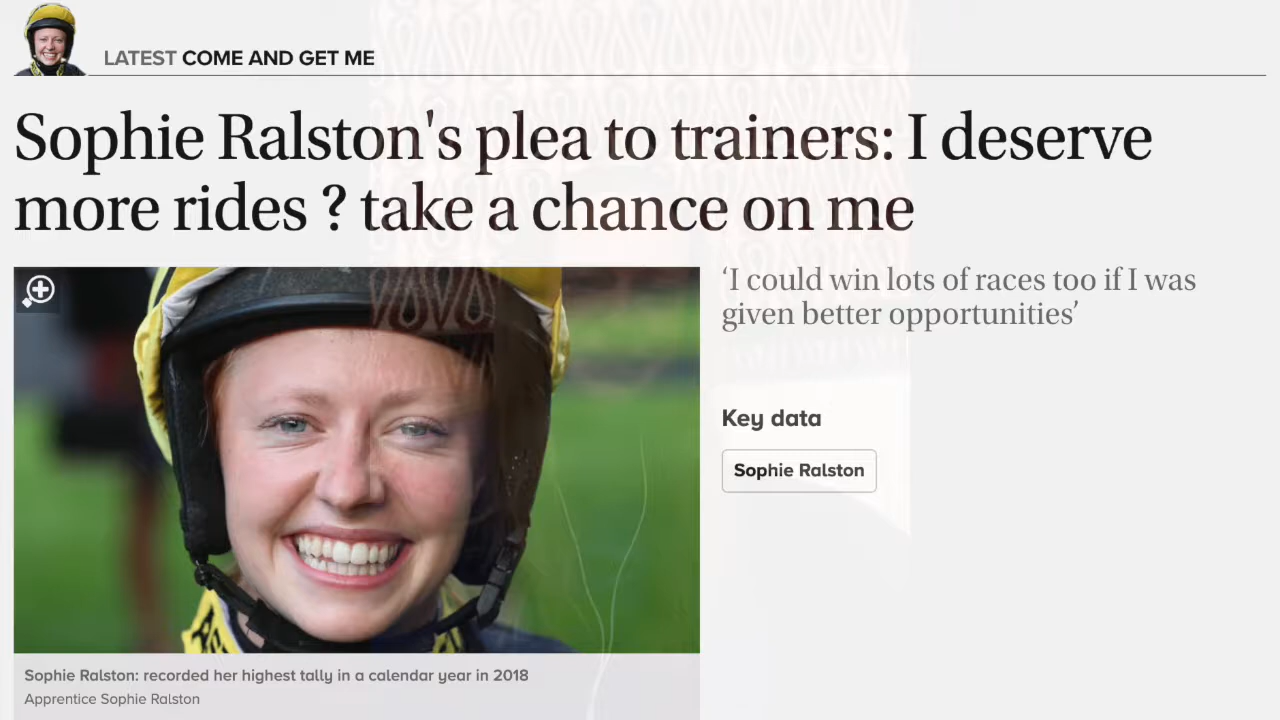 LATEST COME AND GET ME
Sophie Ralston's plea to trainers: I deserve
more rides ? take a chance on me
‘I could win lots of races too if I was
given better opportunities’
Key data
Sophie Ralston
Sophie Ralston: recorded her highest tally in a calendar year in 2018
Apprentice Sophie Ralston